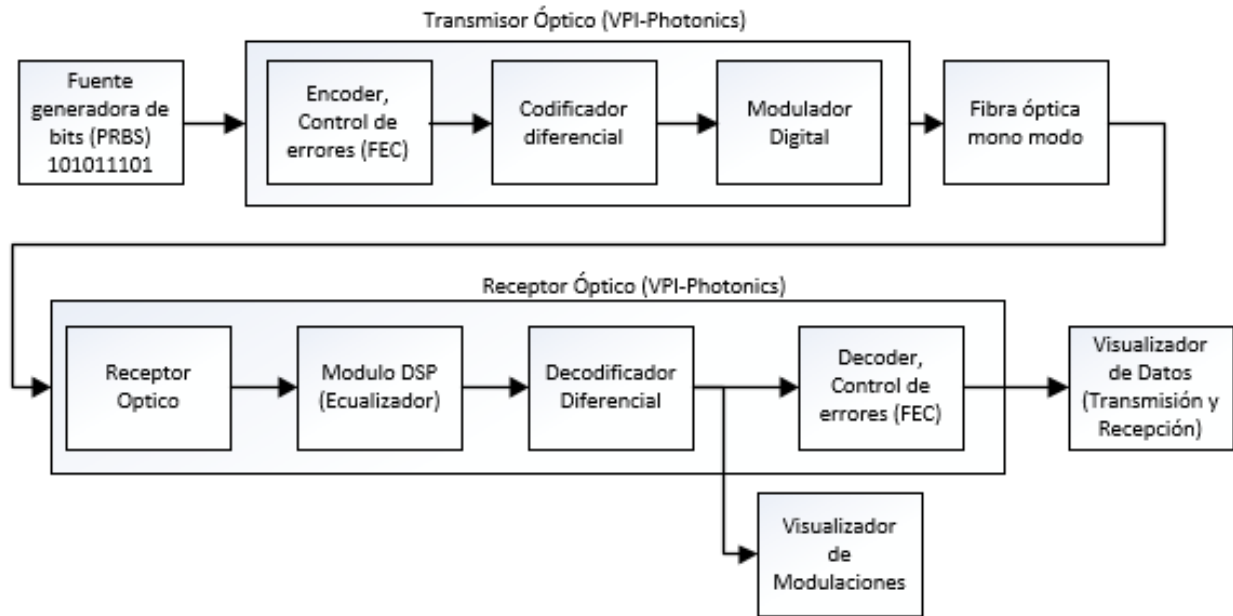 Transmisor Óptico (VPI-Photonics)
Fuente
generadora de
bits (PRBS)
101011101
Encoder,
Control de
errores (FEC)
Codificador
diferencial
Modulador
Digital
Fibra óptica
mono modo
Receptor Óptico (VPI-Photonics)
Receptor
Optico
Modulo DSP
(Ecualizador)
Decodificador
Diferencial
Decoder,
Control de
errores (FEC)
Visualizador
de Datos
(Transmisión y
Recepción)
Visualizador
de
Modulaciones